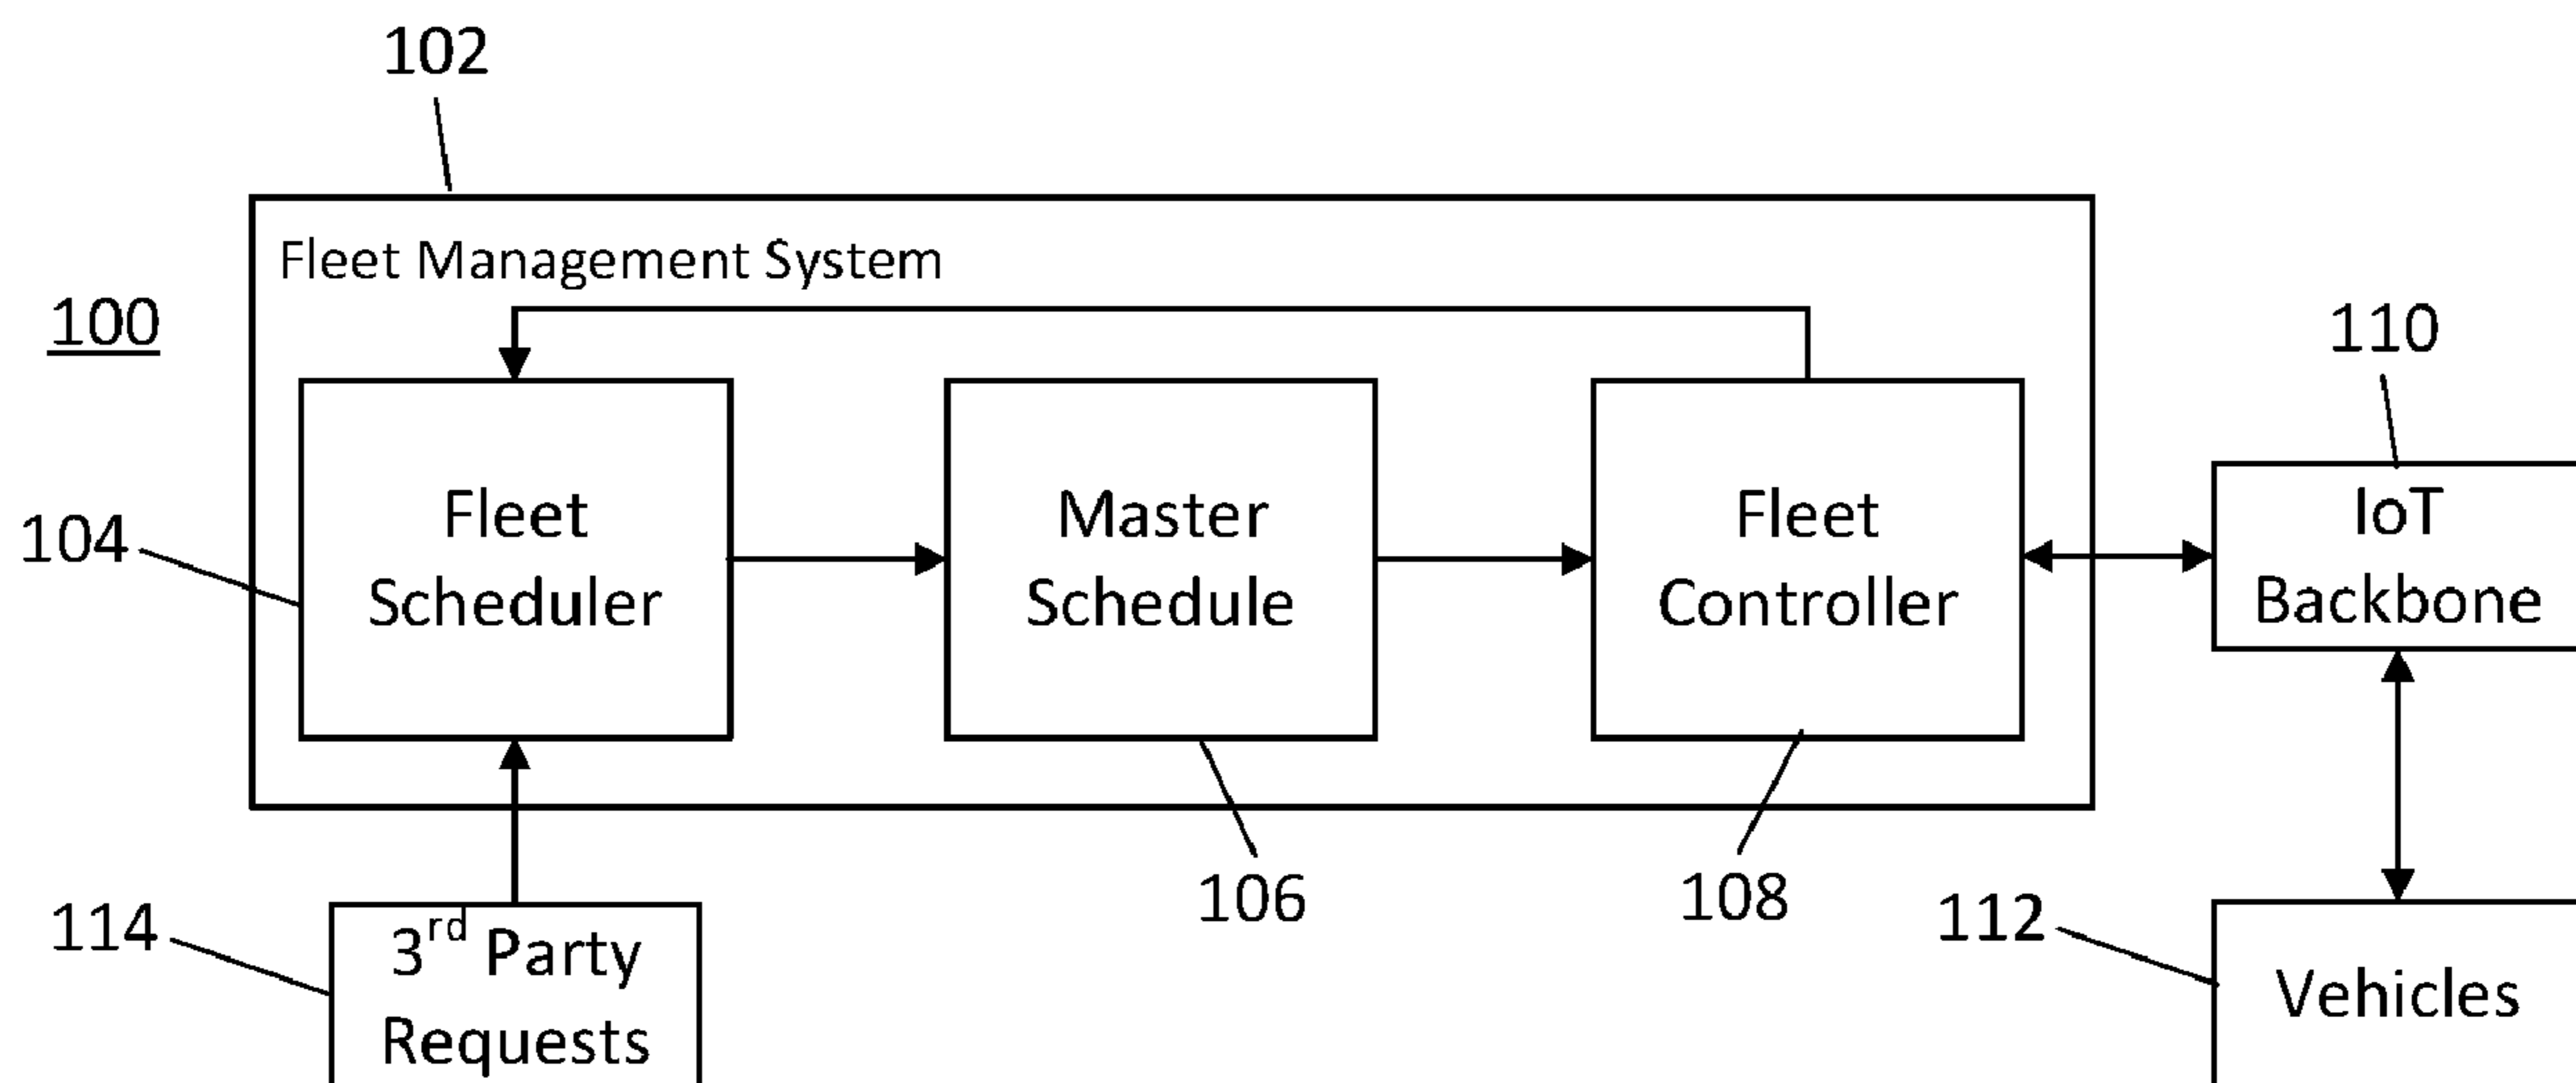 102
Fleet Management System
100
110
Fleet
Scheduler
Master
Schedule
Fleet
Controller
IoT
Backbone
104
106
108
112
114
3rd Party
Requests
Vehicles